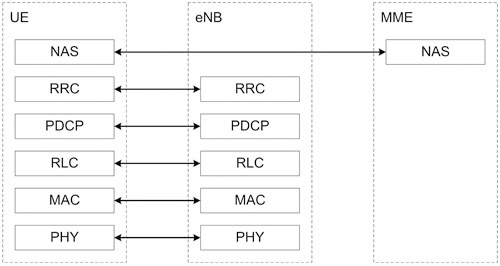 UE eNB MME
NAS NAS
RRC RRC
PDCP PDCP
RLC RLC
MAC MAC
PHY PHY